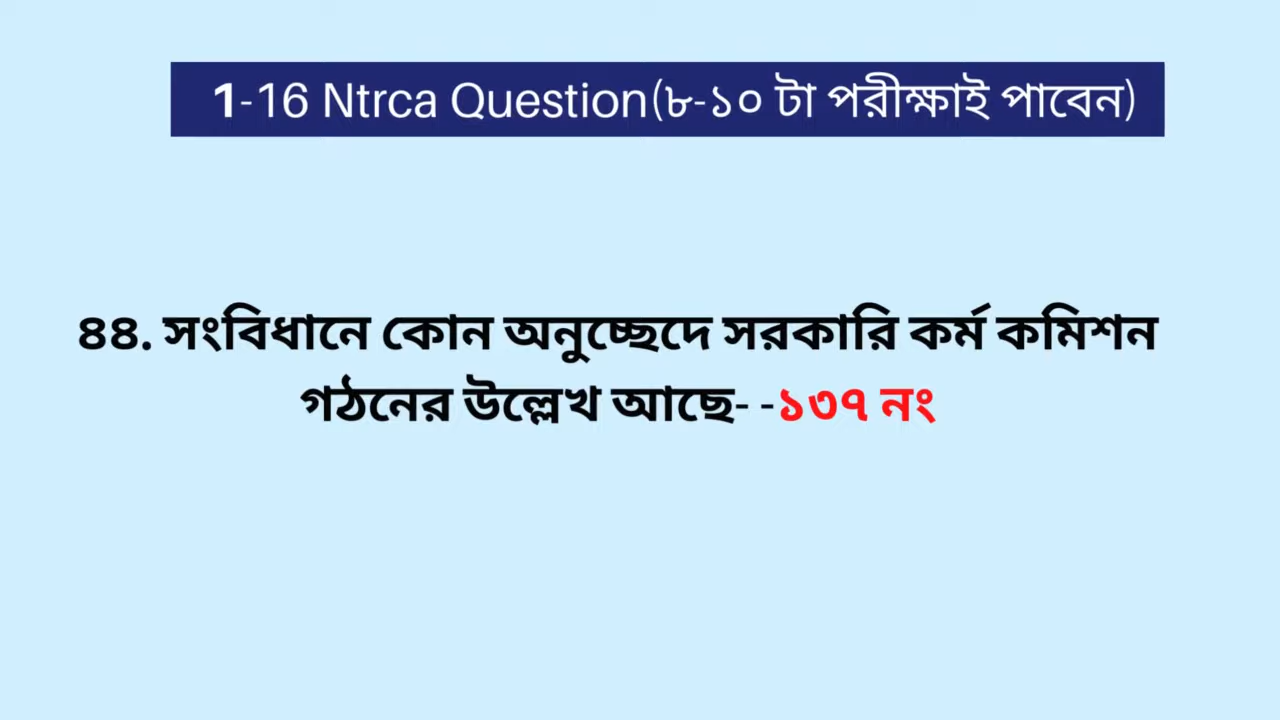 1-16 Ntrca Question(৮-১০ টা পরীক্ষাই পাবেন)
৪৪. সংবিধানে কোন অনুচ্ছেদে সরকারি কর্ম কমিশন
গঠনের উল্লেখ আছে- -১৩৭ নং